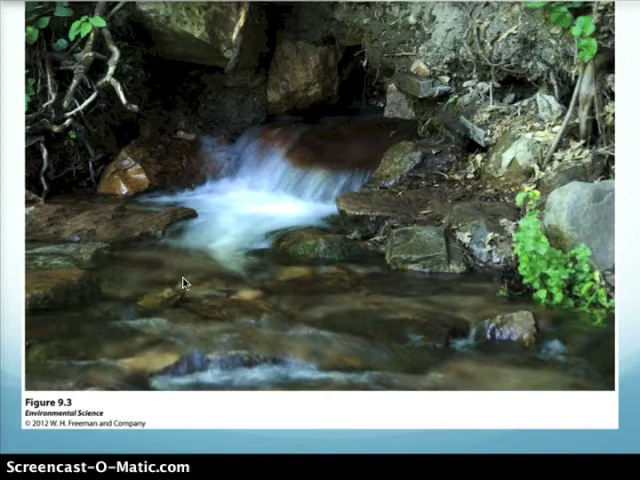 Figure 9.3
Environmental Science
© 2012 W. H. Freeman and Company
Screencast-O-Matic.com